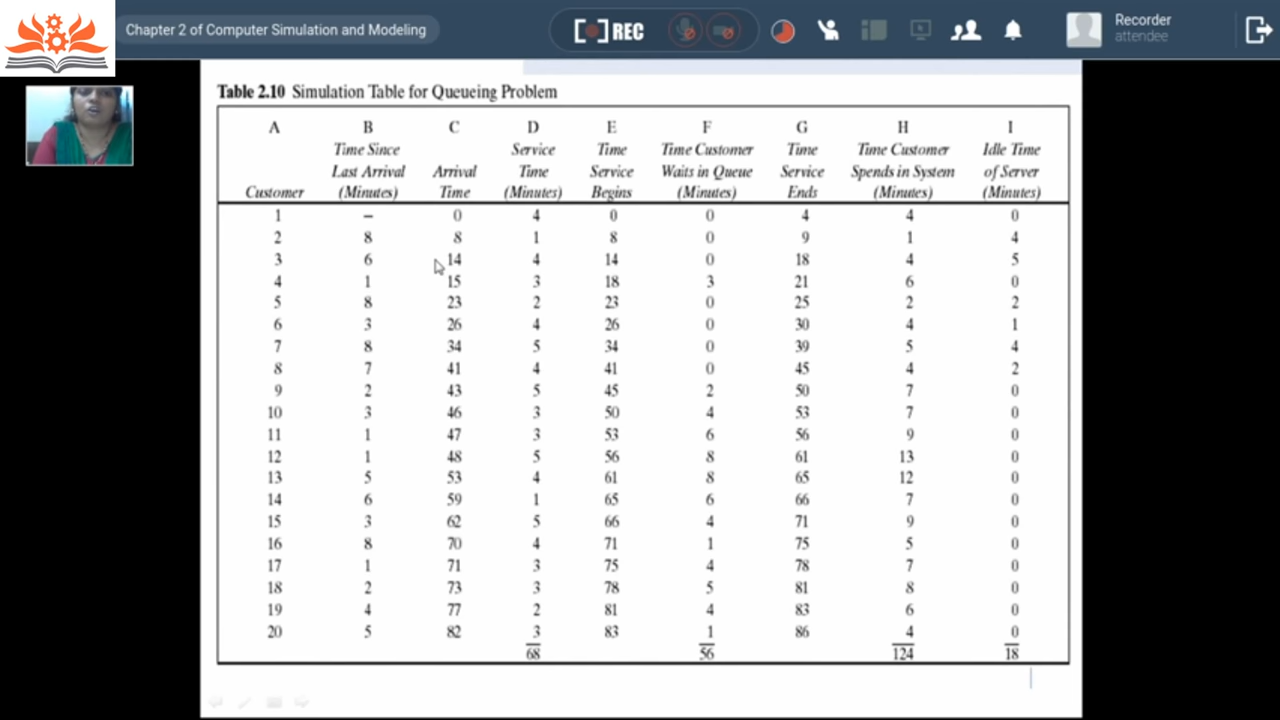 Chapter 2 of Computer Simulation and Modeling
REC
Recorder
attendee
Table 2.10 Simulation Table for Queueing Problem
A B C D E F G H I
Time Since Service Time Time Customer Time Time Customer Idle Time
Last Arrival Arrival Time Service Waits in Queue Service Spends in System of Server
Customer (Minutes) Time (Minutes) Begins (Minutes) Ends (Minutes) (Minutes)
1 – 0 4 0 0 4 4 0
2 8 8 1 8 0 9 1 4
3 6 14 4 14 0 18 4 5
4 1 15 3 18 3 21 6 0
5 8 23 2 23 0 25 2 2
6 3 26 4 26 0 30 4 1
7 8 34 5 34 0 39 5 4
8 7 41 4 41 0 45 4 2
9 2 43 5 45 2 50 7 0
10 3 46 3 50 4 53 7 0
11 1 47 3 53 6 56 9 0
12 1 48 5 56 8 61 13 0
13 5 53 4 61 8 65 12 0
14 6 59 1 65 6 66 7 0
15 3 62 5 66 4 71 9 0
16 8 70 4 71 1 75 5 0
17 1 71 3 75 4 78 7 0
18 2 73 3 78 5 81 8 0
19 4 77 2 81 4 83 6 0
20 5 82 3 83 1 86 4 0
68 56 124 18